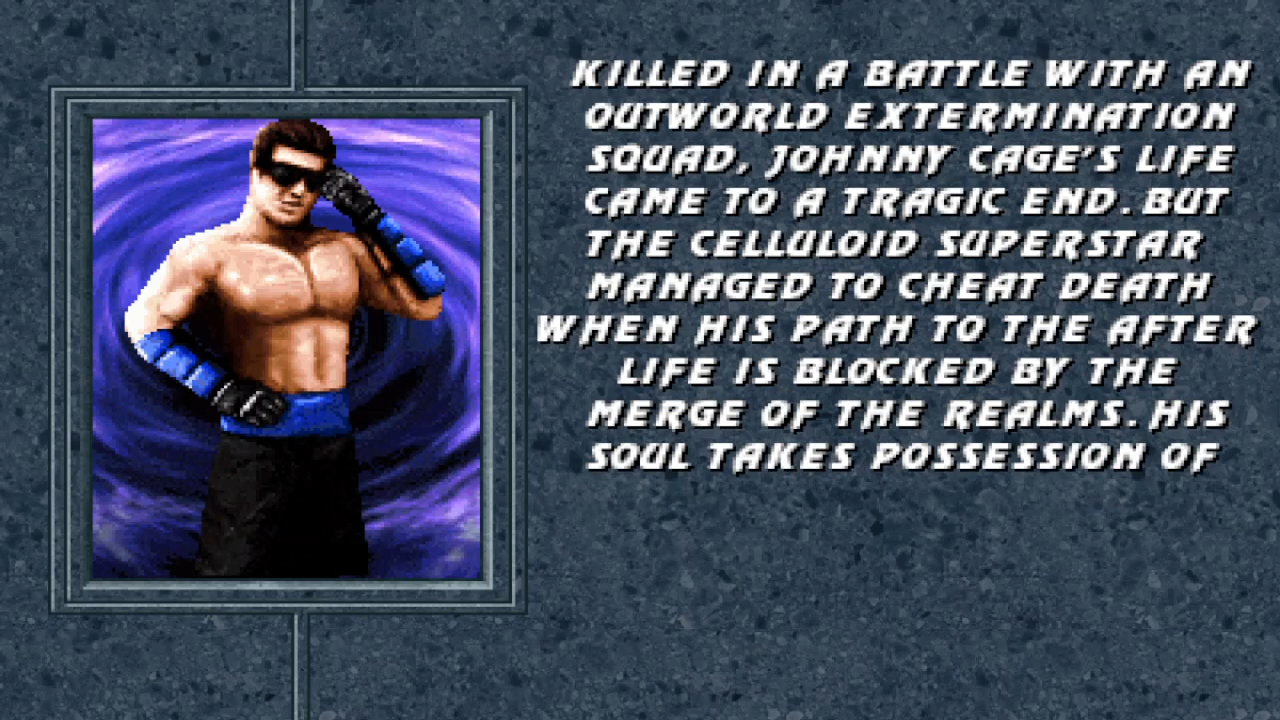 KILLED IN A BATTLE WITH AN
OUTWORLD EXTERMINATION
SQUAD, JOHNNY CAGE'S LIFE
CAME TO A TRAGIC END. BUT
THE CELLULOID SUPERSTAR
MANAGED TO CHEAT DEATH
WHEN HIS PATH TO THE AFTER
LIFE IS BLOCKED BY THE
MERGE OF THE REALMS. HIS
SOUL TAKES POSSESSION OF